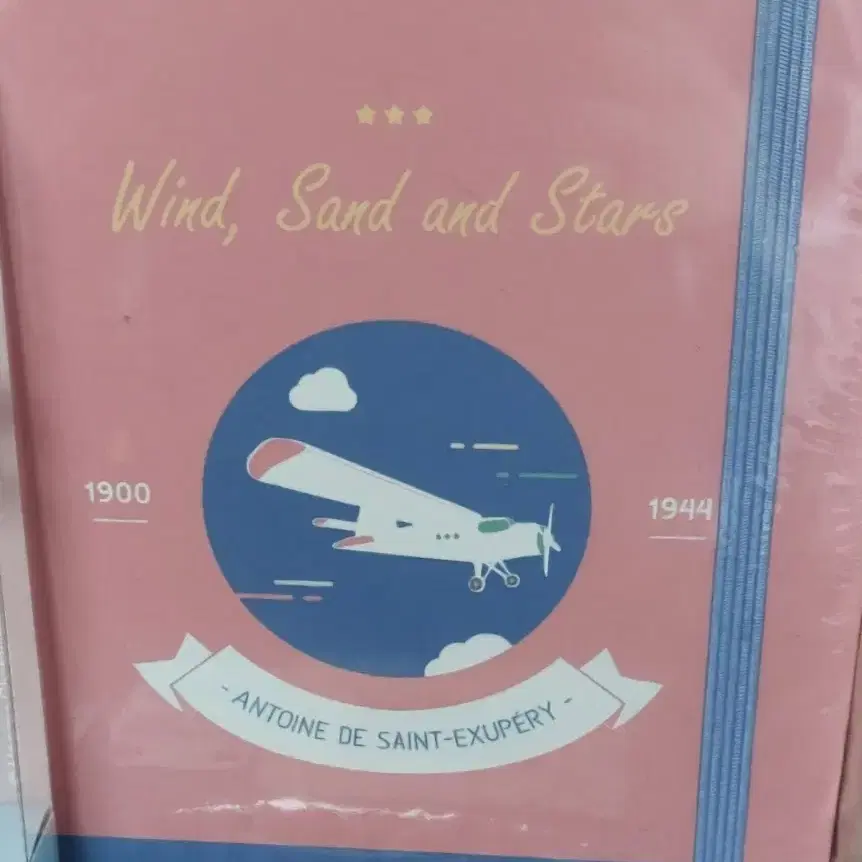 Wind, Sand and Stars
1900
1944
- ANTOINE DE SAINT-EXUPÉRY -